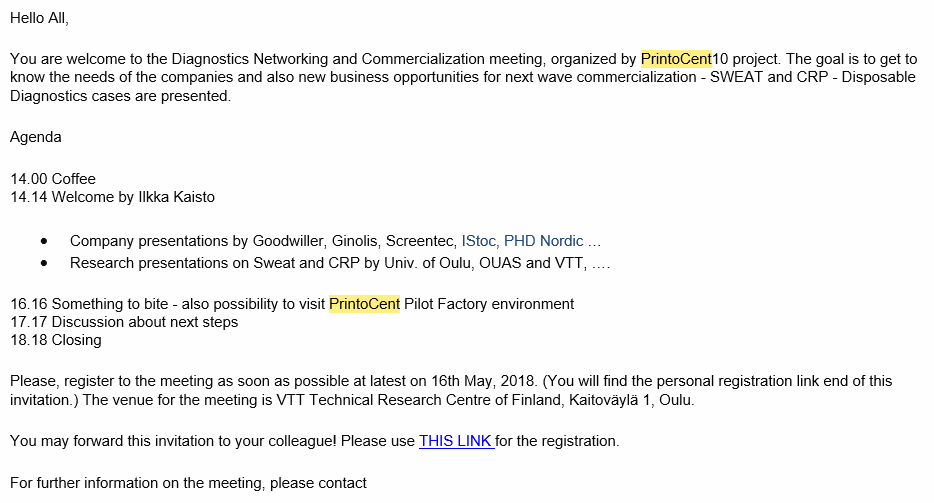 Hello All,
You are welcome to the Diagnostics Networking and Commercialization meeting, organized by PrintoCent10 project. The goal is to get to
know the needs of the companies and also new business opportunities for next wave commercialization - SWEAT and CRP - Disposable
Diagnostics cases are presented.
Agenda
14.00 Coffee
14.14 Welcome by Ilkka Kaisto
• Company presentations by Goodwiller, Ginolis, Screentec, IStoc, PHD Nordic ...
• Research presentations on Sweat and CRP by Univ. of Oulu, OUAS and VTT, ....
16.16 Something to bite - also possibility to visit PrintoCent Pilot Factory environment
17.17 Discussion about next steps
18.18 Closing
Please, register to the meeting as soon as possible at latest on 16th May, 2018. (You will find the personal registration link end of this
invitation.) The venue for the meeting is VTT Technical Research Centre of Finland, Kaitoväylä 1, Oulu.
You may forward this invitation to your colleague! Please use THIS LINK for the registration.
For further information on the meeting, please contact